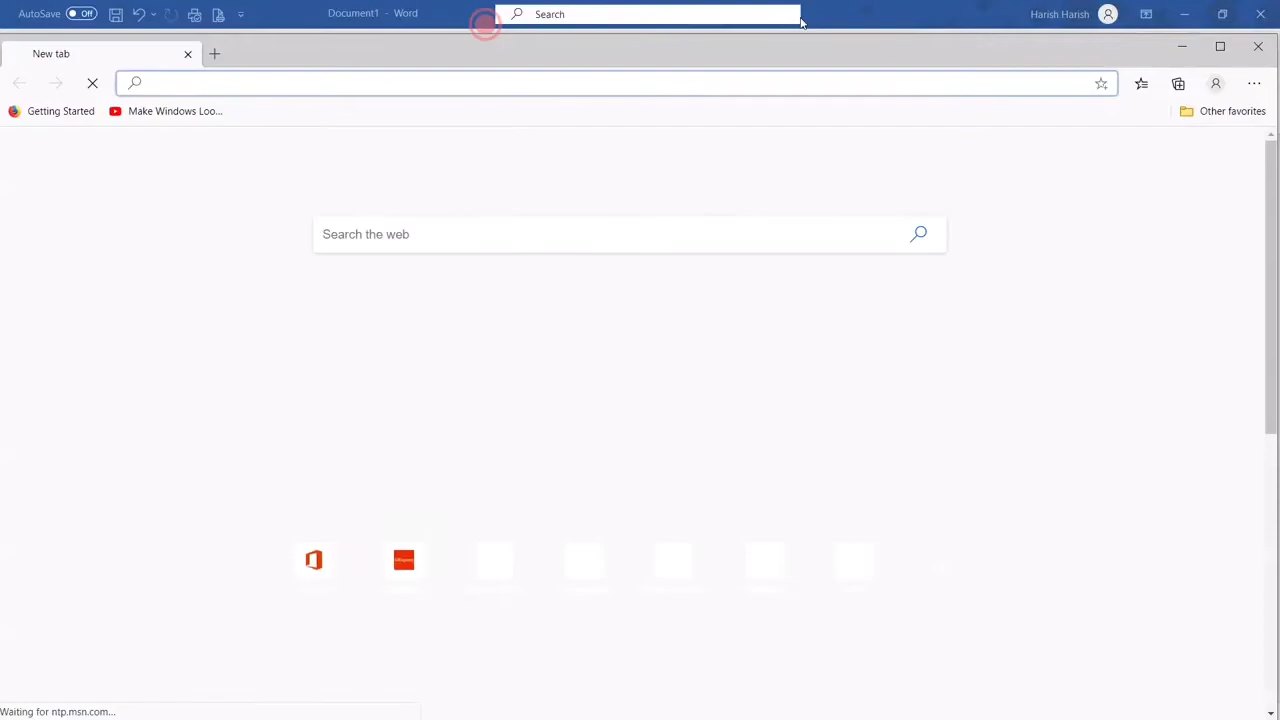 AutoSave Off Document1 - Word Search Harish Harish
New tab
Getting Started Make Windows Loo... Other favorites
Search the web
Waiting for ntp.msn.com...